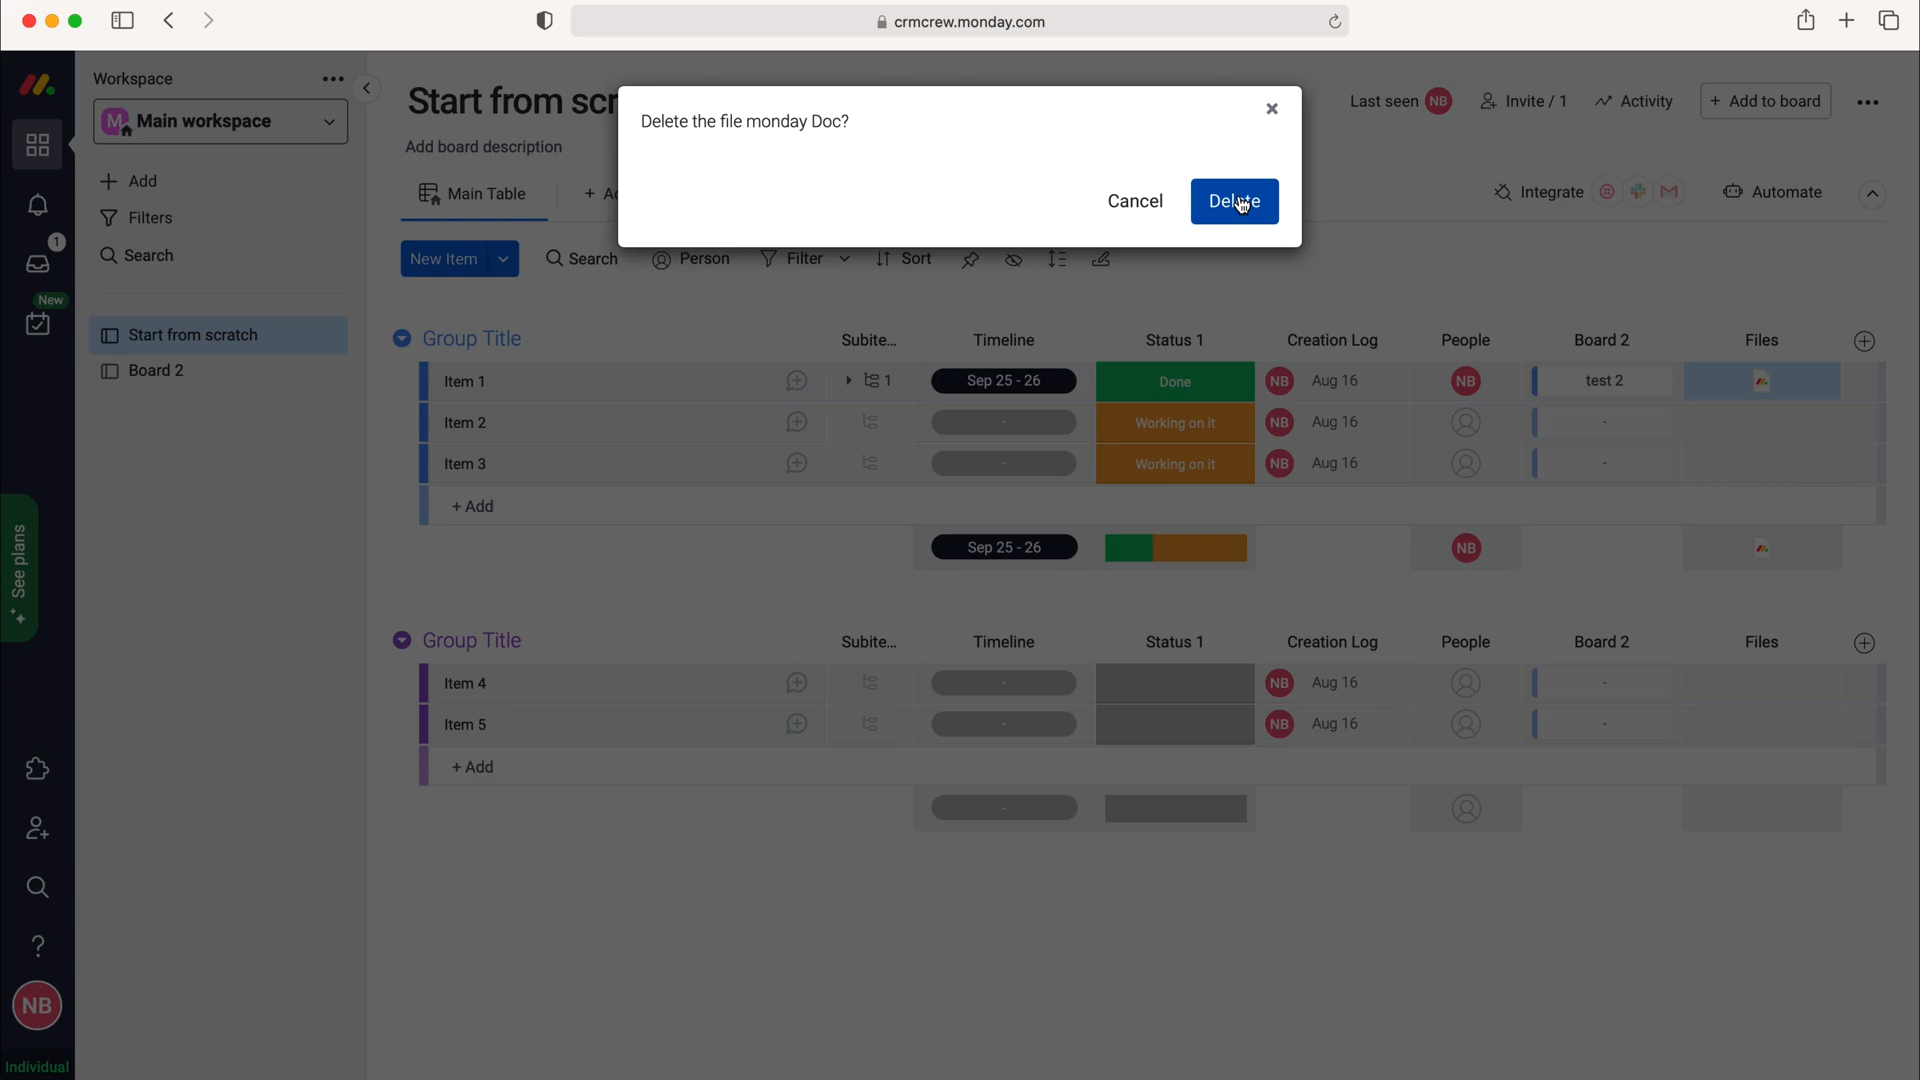 crmcrew.monday.com
Workspace
M Main workspace
Add
Filters
Search
Start from scratch
Board 2
1
New
See plans
NB
Individual
Start from scr
Add board description
Main Table
+ Ad
Delete the file monday Doc?
Cancel
Delete
Last seen NB Invite / 1 Activity + Add to board
Integrate Automate
New Item Search Person Filter Sort
Group Title Subite... Timeline Status 1 Creation Log People Board 2 Files
Item 1 1 Sep 25 - 26 Done NB Aug 16 NB test 2
Item 2 - Working on it NB Aug 16 -
Item 3 - Working on it NB Aug 16 -
+ Add
Sep 25 - 26 NB
Group Title Subite... Timeline Status 1 Creation Log People Board 2 Files
Item 4 - NB Aug 16 -
Item 5 - NB Aug 16 -
+ Add
-